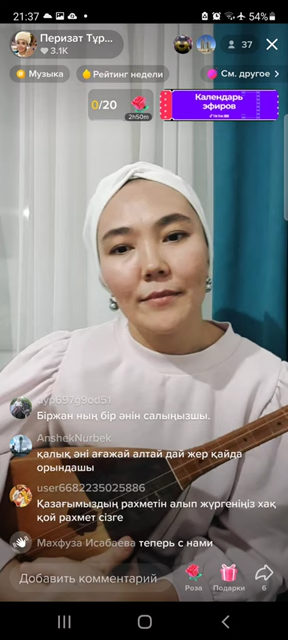 21:37
54%
Перизат Тұр...
3.1K
37
Музыка
Рейтинг недели
См. другое
0/20
2h50m
Календарь
эфиров
Біржан ның бір әнін салыңызшы.
AnshekNurbek
қалық әні ағажай алтай дай жер қайда
орындашы
user6682235025886
Қазағымыздың рахметін алып жүргеніңіз хақ
қой рахмет сізге
Махфуза Исабаева теперь с нами
Добавить комментарий
Роза
Подарки
6